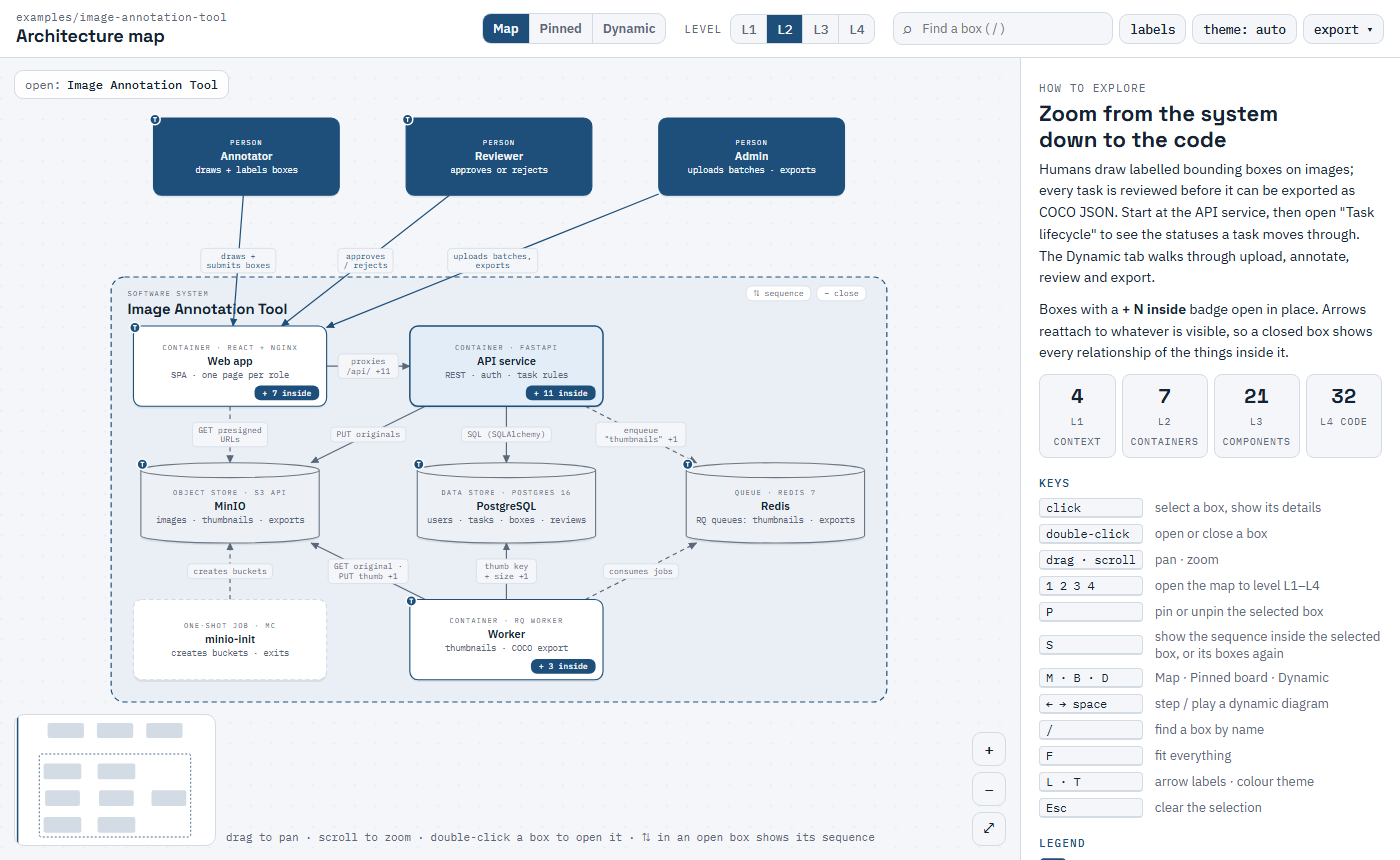 examples/image-annotation-tool
Architecture map
Map Pinned Dynamic
LEVEL L1 L2 L3 L4
Find a box ( / )
labels
theme: auto
export ▾
open: Image Annotation Tool
T
PERSON
Annotator
draws + labels boxes
T
PERSON
Reviewer
approves or rejects
PERSON
Admin
uploads batches · exports
draws +
submits boxes
approves
/ rejects
uploads batches,
exports
SOFTWARE SYSTEM
Image Annotation Tool
⇅ sequence
− close
T
CONTAINER · REACT + NGINX
Web app
SPA · one page per role
+ 7 inside
proxies
/api/ +11
CONTAINER · FASTAPI
API service
REST · auth · task rules
+ 11 inside
GET presigned
URLs
PUT originals
SQL (SQLAlchemy)
enqueue
"thumbnails" +1
T
OBJECT STORE · S3 API
MinIO
images · thumbnails · exports
T
DATA STORE · POSTGRES 16
PostgreSQL
users · tasks · boxes · reviews
T
QUEUE · REDIS 7
Redis
RQ queues: thumbnails · exports
creates buckets
GET original ·
PUT thumb +1
thumb key
+ size +1
consumes jobs
ONE-SHOT JOB · MC
minio-init
creates buckets · exits
T
CONTAINER · RQ WORKER
Worker
thumbnails · COCO export
+ 3 inside
+
−
drag to pan · scroll to zoom · double-click a box to open it · ⇅ in an open box shows its sequence
HOW TO EXPLORE
Zoom from the system
down to the code
Humans draw labelled bounding boxes on images;
every task is reviewed before it can be exported as
COCO JSON. Start at the API service, then open "Task
lifecycle" to see the statuses a task moves through.
The Dynamic tab walks through upload, annotate,
review and export.
Boxes with a + N inside badge open in place. Arrows
reattach to whatever is visible, so a closed box shows
every relationship of the things inside it.
4
L1
CONTEXT
7
L2
CONTAINERS
21
L3
COMPONENTS
32
L4 CODE
KEYS
click select a box, show its details
double-click open or close a box
drag · scroll pan · zoom
1 2 3 4 open the map to level L1–L4
P pin or unpin the selected box
S show the sequence inside the selected
box, or its boxes again
M · B · D Map · Pinned board · Dynamic
← → space step / play a dynamic diagram
/ find a box by name
F fit everything
L · T arrow labels · colour theme
Esc clear the selection
LEGEND